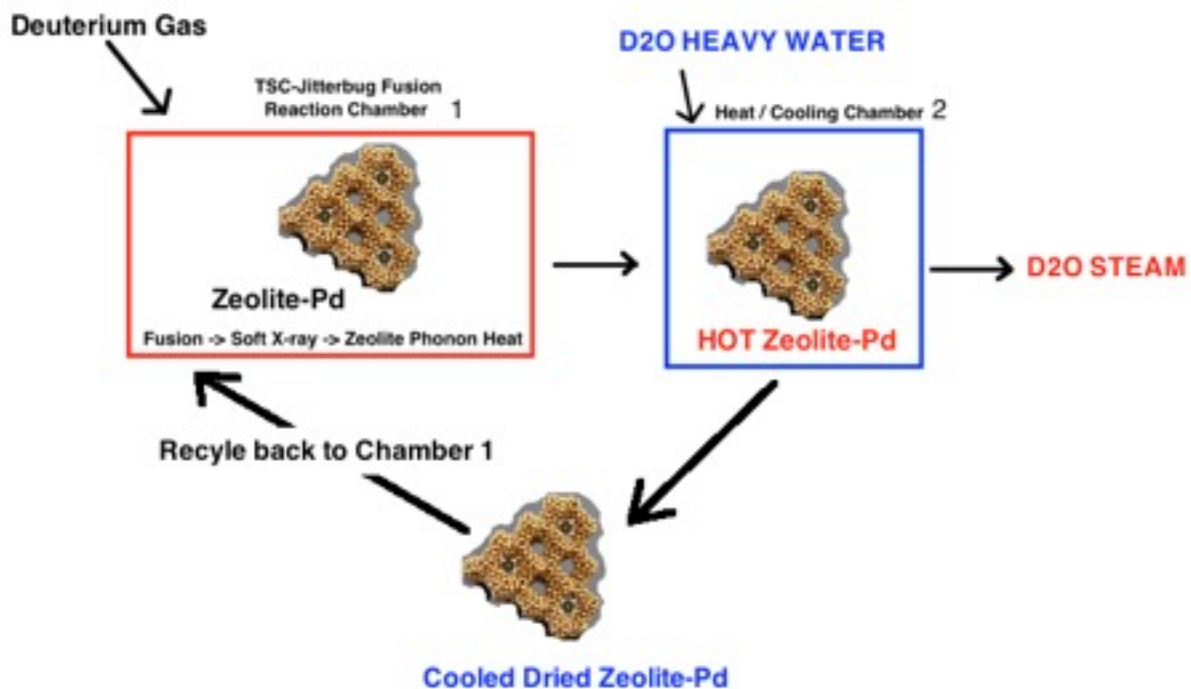 Deuterium Gas
D2O HEAVY WATER
TSC-Jitterbug Fusion
Reaction Chamber 1
Heat / Cooling Chamber 2
Zeolite-Pd
Fusion -> Soft X-ray -> Zeolite Phonon Heat
HOT Zeolite-Pd
D2O STEAM
Recyle back to Chamber 1
Cooled Dried Zeolite-Pd